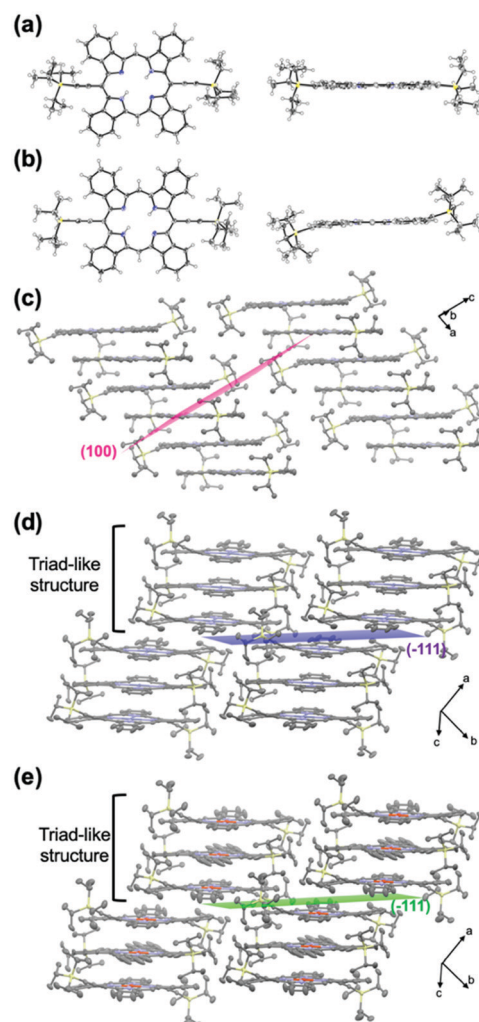 (a)
(b)
(c)
c
b
a
(100)
(d)
Triad-like
structure
(-111)
a
c
b
(e)
Triad-like
structure
(-111)
a
c
b